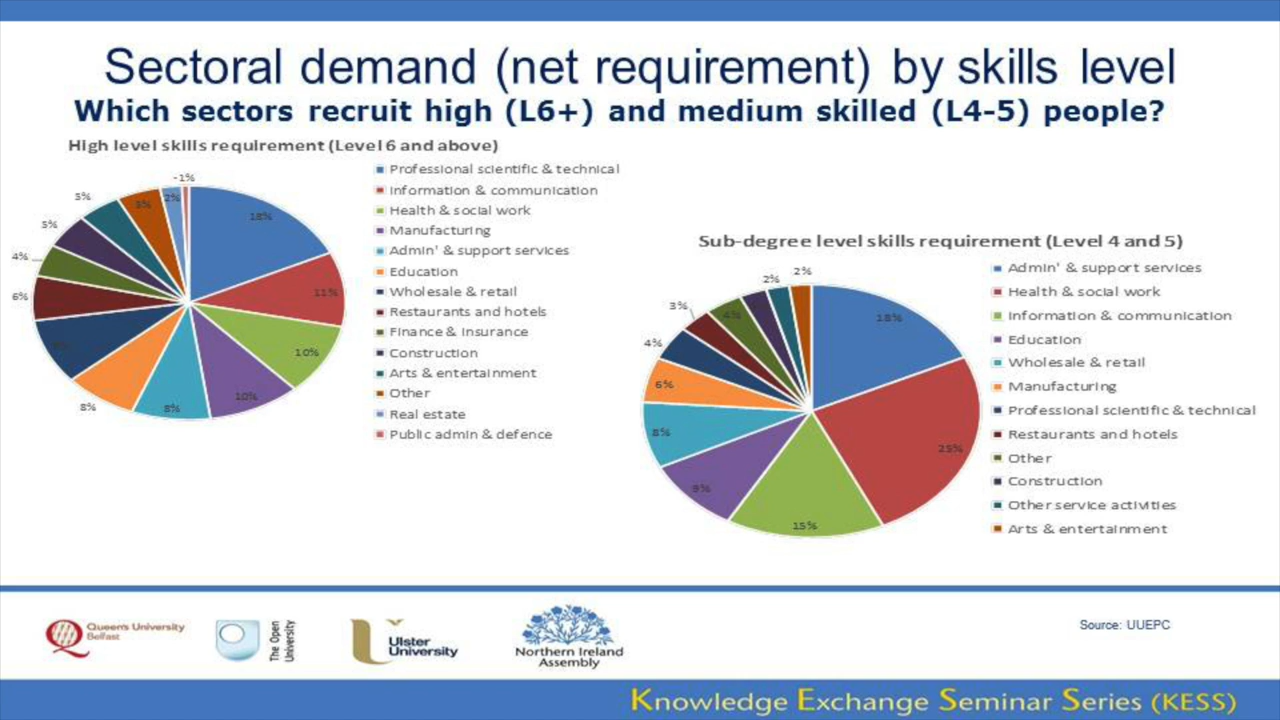 Sectoral demand (net requirement) by skills level
Which sectors recruit high (L6+) and medium skilled (L4-5) people?
High level skills requirement (Level 6 and above)
-1%
2%
3%
5%
5%
4%
6%
8%
8%
10%
10%
11%
18%
Professional scientific & technical
Information & communication
Health & social work
Manufacturing
Admin' & support services
Education
Wholesale & retail
Restaurants and hotels
Finance & Insurance
Construction
Arts & entertainment
Other
Real estate
Public admin & defence
Sub-degree level skills requirement (Level 4 and 5)
2%
2%
4%
3%
4%
6%
8%
9%
15%
25%
18%
Admin' & support services
Health & social work
Information & communication
Education
Wholesale & retail
Manufacturing
Professional scientific & technical
Restaurants and hotels
Other
Construction
Other service activities
Arts & entertainment
Queen's University
Belfast
The Open
University
Ulster
University
Northern Ireland
Assembly
Source: UUEPC
Knowledge Exchange Seminar Series (KESS)